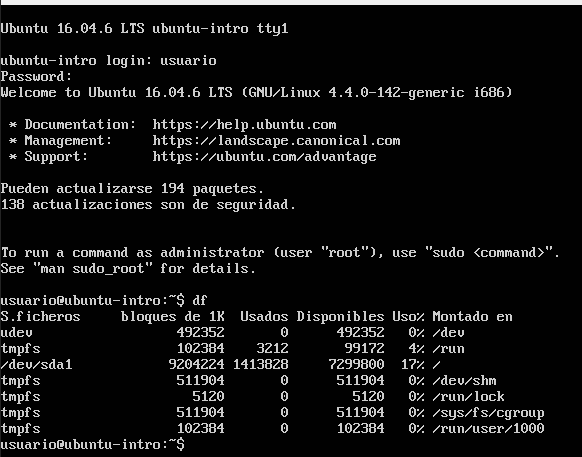 Ubuntu 16.04.6 LTS ubuntu-intro tty1
ubuntu-intro login: usuario
Password:
Welcome to Ubuntu 16.04.6 LTS (GNU/Linux 4.4.0-142-generic i686)
* Documentation:  https://help.ubuntu.com
* Management:     https://landscape.canonical.com
* Support:        https://ubuntu.com/advantage
Pueden actualizarse 194 paquetes.
138 actualizaciones son de seguridad.
To run a command as administrator (user "root"), use "sudo <command>".
See "man sudo_root" for details.
usuario@ubuntu-intro:~$ df
S.ficheros     bloques de 1K  Usados Disponibles Uso% Montado en
udev                  492352       0      492352   0% /dev
tmpfs                 102384    3212       99172   4% /run
/dev/sda1            9204224 1413828     7299800  17% /
tmpfs                 511904       0      511904   0% /dev/shm
tmpfs                   5120       0        5120   0% /run/lock
tmpfs                 511904       0      511904   0% /sys/fs/cgroup
tmpfs                 102384       0      102384   0% /run/user/1000
usuario@ubuntu-intro:~$